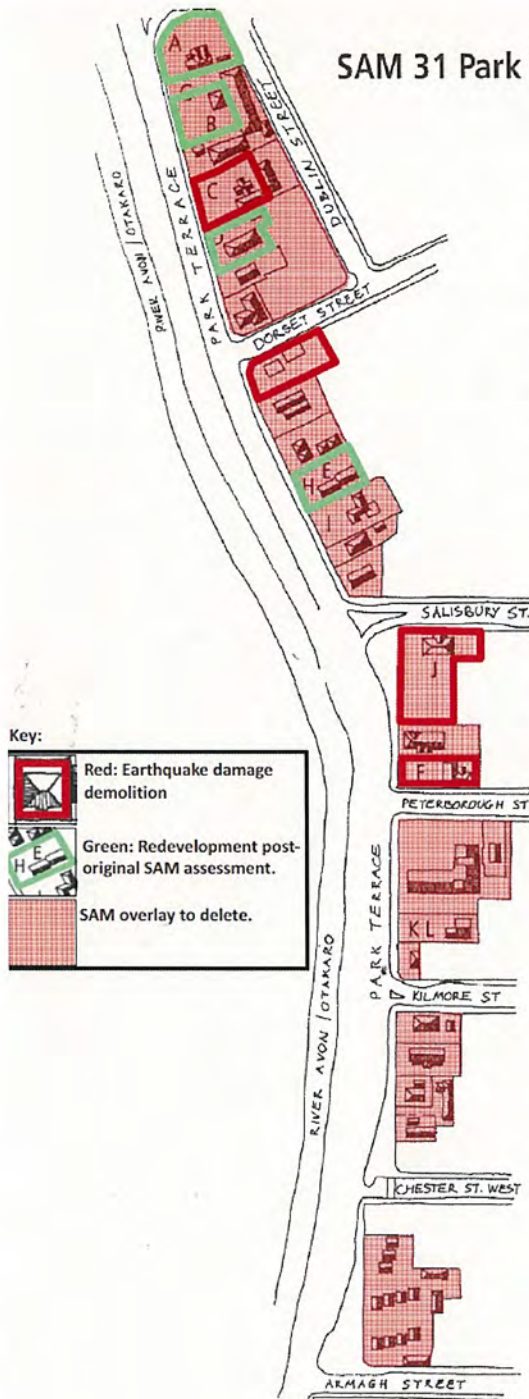 SAM 31 Park
A
B
C
DUBLIN STREET
PARK TERRACE
RIVER AVON / OTAKARO
DORSET STREET
E
H
I
SALISBURY ST.
J
F
PETERBOROUGH ST
Key:
Red: Earthquake damage
demolition
E
H
Green: Redevelopment post-
original SAM assessment.
SAM overlay to delete.
PARK TERRACE
K L
KILMORE ST
RIVER AVON / OTAKARO
CHESTER ST. WEST
ARMAGH STREET